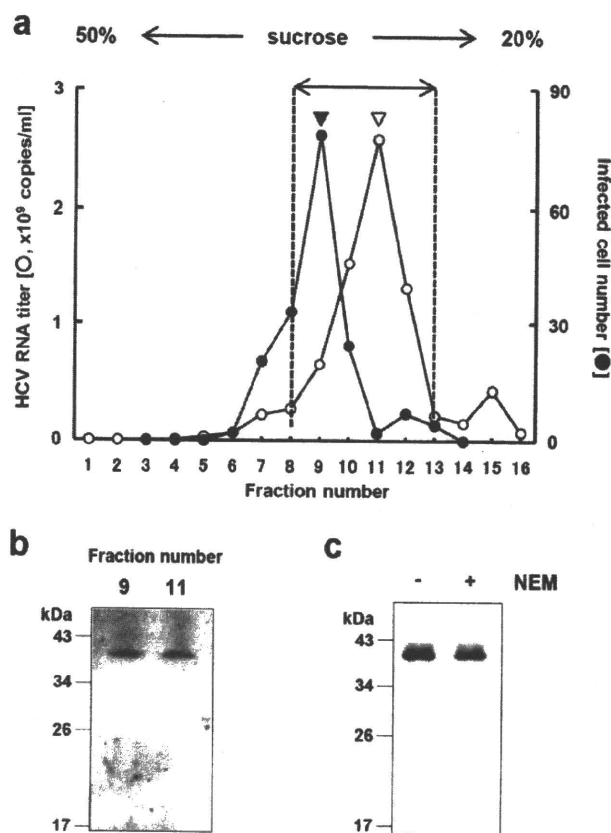 a
50% sucrose 20%
HCV RNA titer [○, x10⁹ copies/ml]
3
2
1
0
90
60
30
0
Infected cell number [●]
1 2 3 4 5 6 7 8 9 10 11 12 13 14 15 16
Fraction number
b
Fraction number
9 11
kDa
43
34
26
17
c
- + NEM
kDa
43
34
26
17